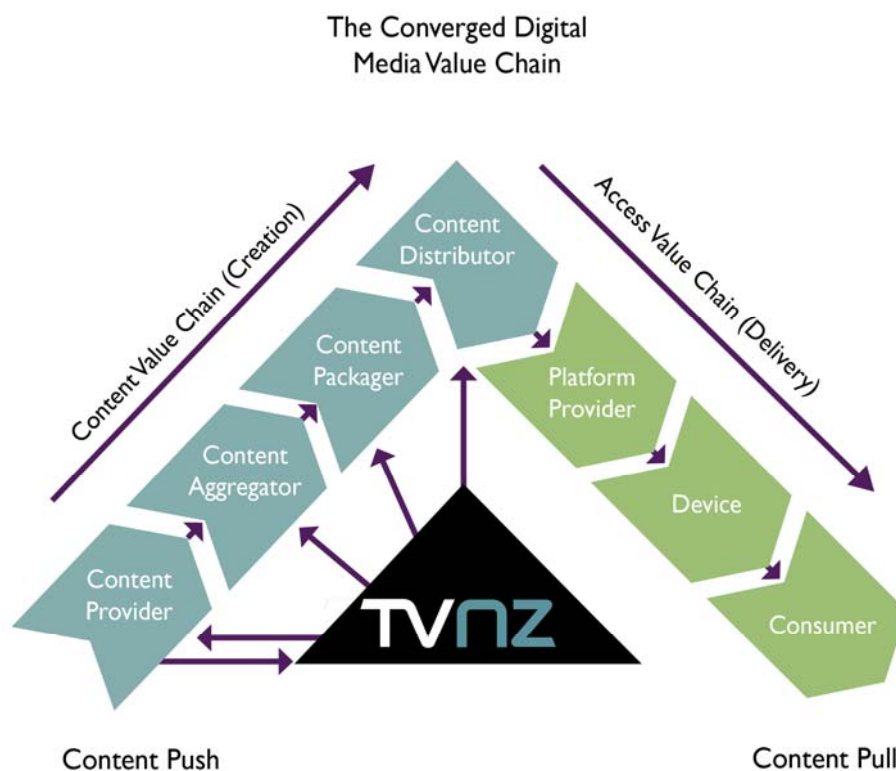 The Converged Digital
Media Value Chain
Content Value Chain (Creation)
Access Value Chain (Delivery)
Content
Distributor
Content
Packager
Platform
Provider
Content
Aggregator
Device
Content
Provider
TVNZ
Consumer
Content Push
Content Pull